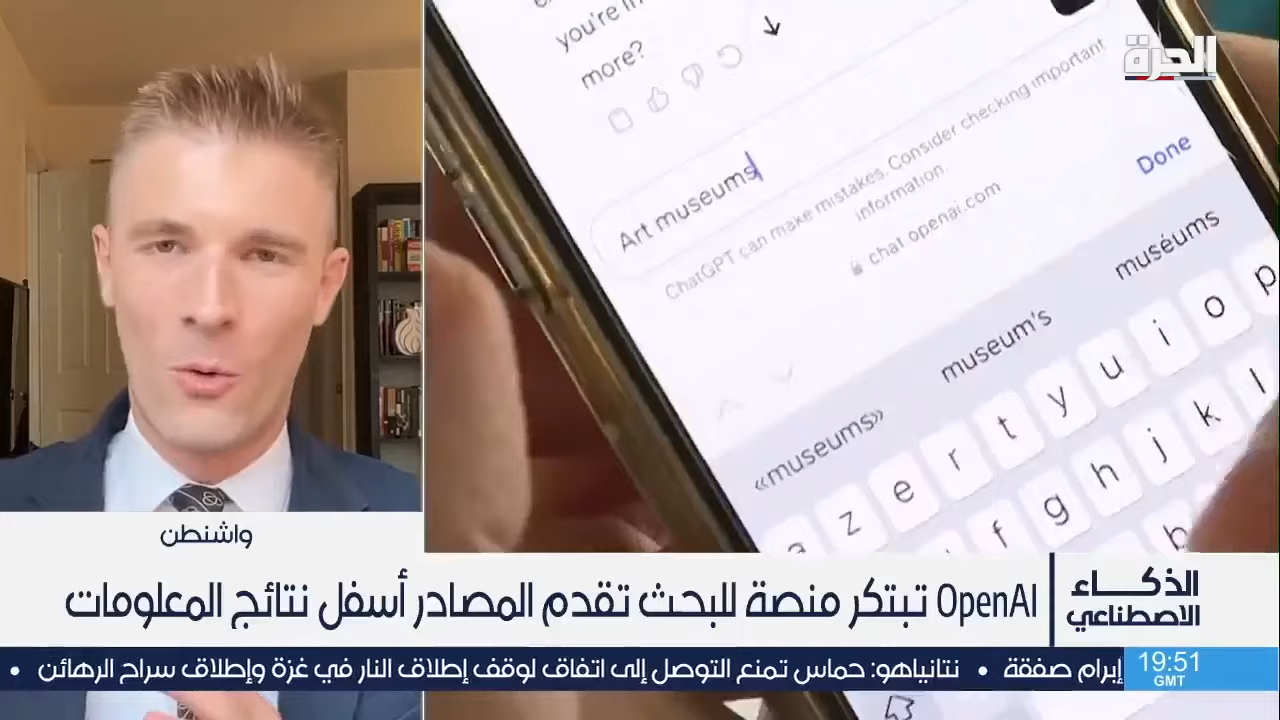 you're in
more?
Art museums
ChatGPT can make mistakes. Consider checking important
information.
chat.openai.com
Done
«museums»
museum's
muséums
a z e r t y u i o p
f g h j k l
الحرة
واشنطن
الذكاء
الاصطناعي
OpenAI تبتكر منصة للبحث تقدم المصادر أسفل نتائج المعلومات
19:51
GMT
إبرام صفقة • نتانياهو: حماس تمنع التوصل إلى اتفاق لوقف إطلاق النار في غزة وإطلاق سراح الرهائن •